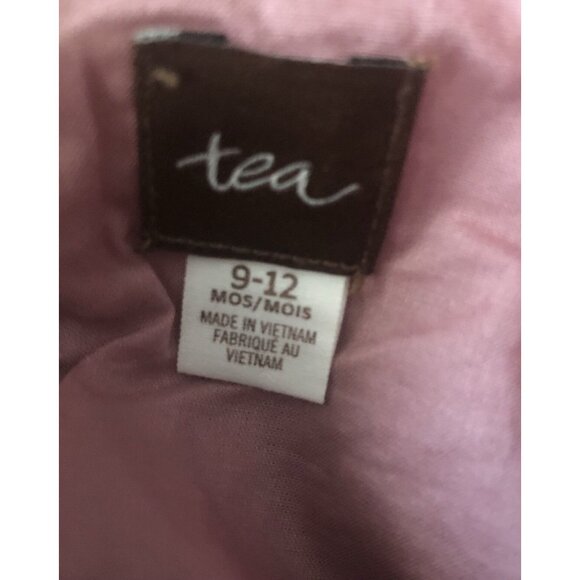 tea
9-12
MOS/MOIS
MADE IN VIETNAM
FABRIQUÉ AU
VIETNAM